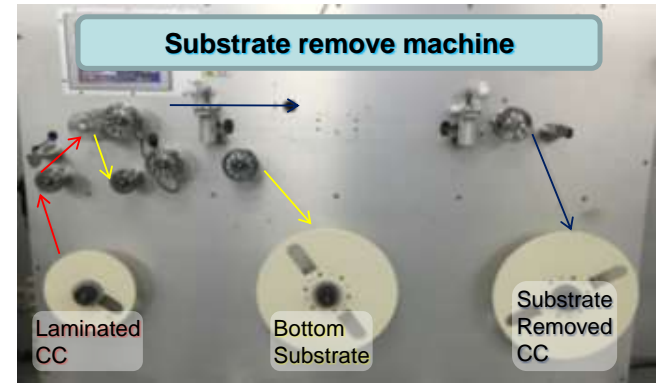 Substrate remove machine
Laminated
CC
Bottom
Substrate
Substrate
Removed
CC